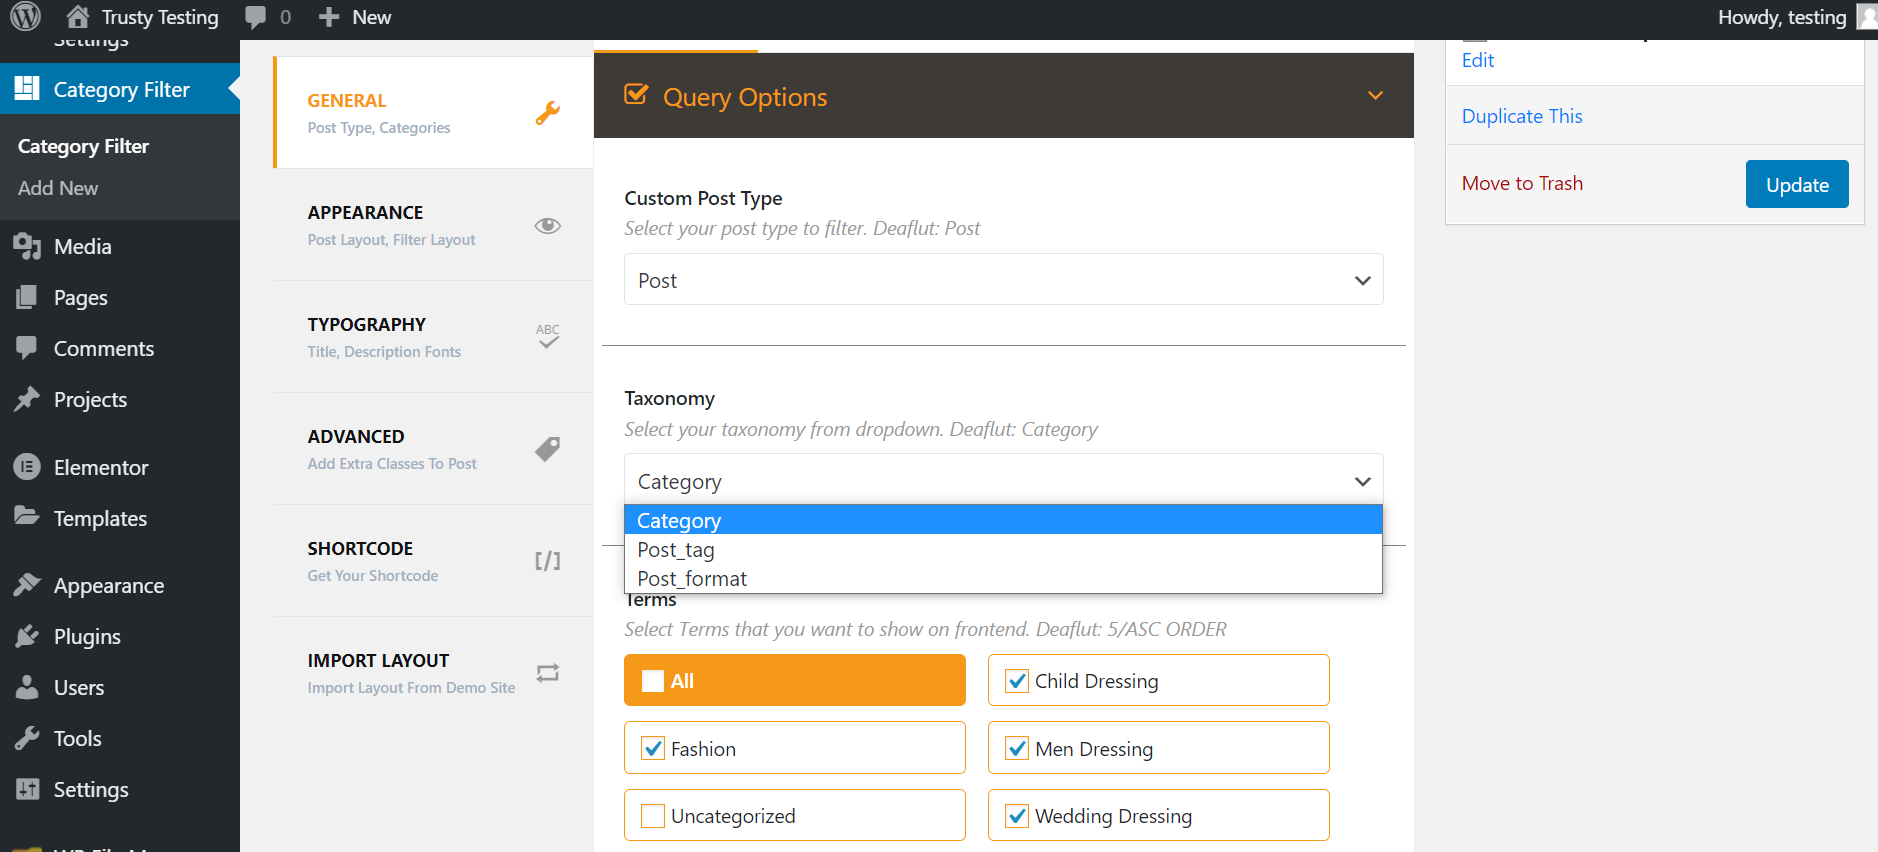 Trusty Testing
0
New
Howdy, testing
Settings
Category Filter
Category Filter
Add New
Media
Pages
Comments
Projects
Elementor
Templates
Appearance
Plugins
Users
Tools
Settings
GENERAL
Post Type, Categories
APPEARANCE
Post Layout, Filter Layout
TYPOGRAPHY
ABC
Title, Description Fonts
ADVANCED
Add Extra Classes To Post
SHORTCODE
[/]
Get Your Shortcode
IMPORT LAYOUT
Import Layout From Demo Site
Query Options
Custom Post Type
Select your post type to filter. Deaflut: Post
Post
Taxonomy
Select your taxonomy from dropdown. Deaflut: Category
Category
Category
Post_tag
Post_format
Terms
Select Terms that you want to show on frontend. Deaflut: 5/ASC ORDER
All
Child Dressing
Fashion
Men Dressing
Uncategorized
Wedding Dressing
Edit
Duplicate This
Move to Trash
Update